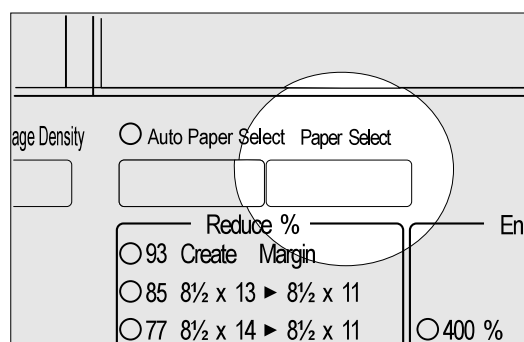 age Density Auto Paper Select Paper Select
Reduce % En
93 Create Margin
85 8½ x 13 ► 8½ x 11
77 8½ x 14 ► 8½ x 11 400 %